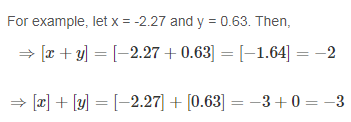 For example, let x = -2.27 and y = 0.63. Then,
⇒ [x + y] = [−2.27 + 0.63] = [−1.64] = −2
⇒ [x] + [y] = [−2.27] + [0.63] = −3 + 0 = −3